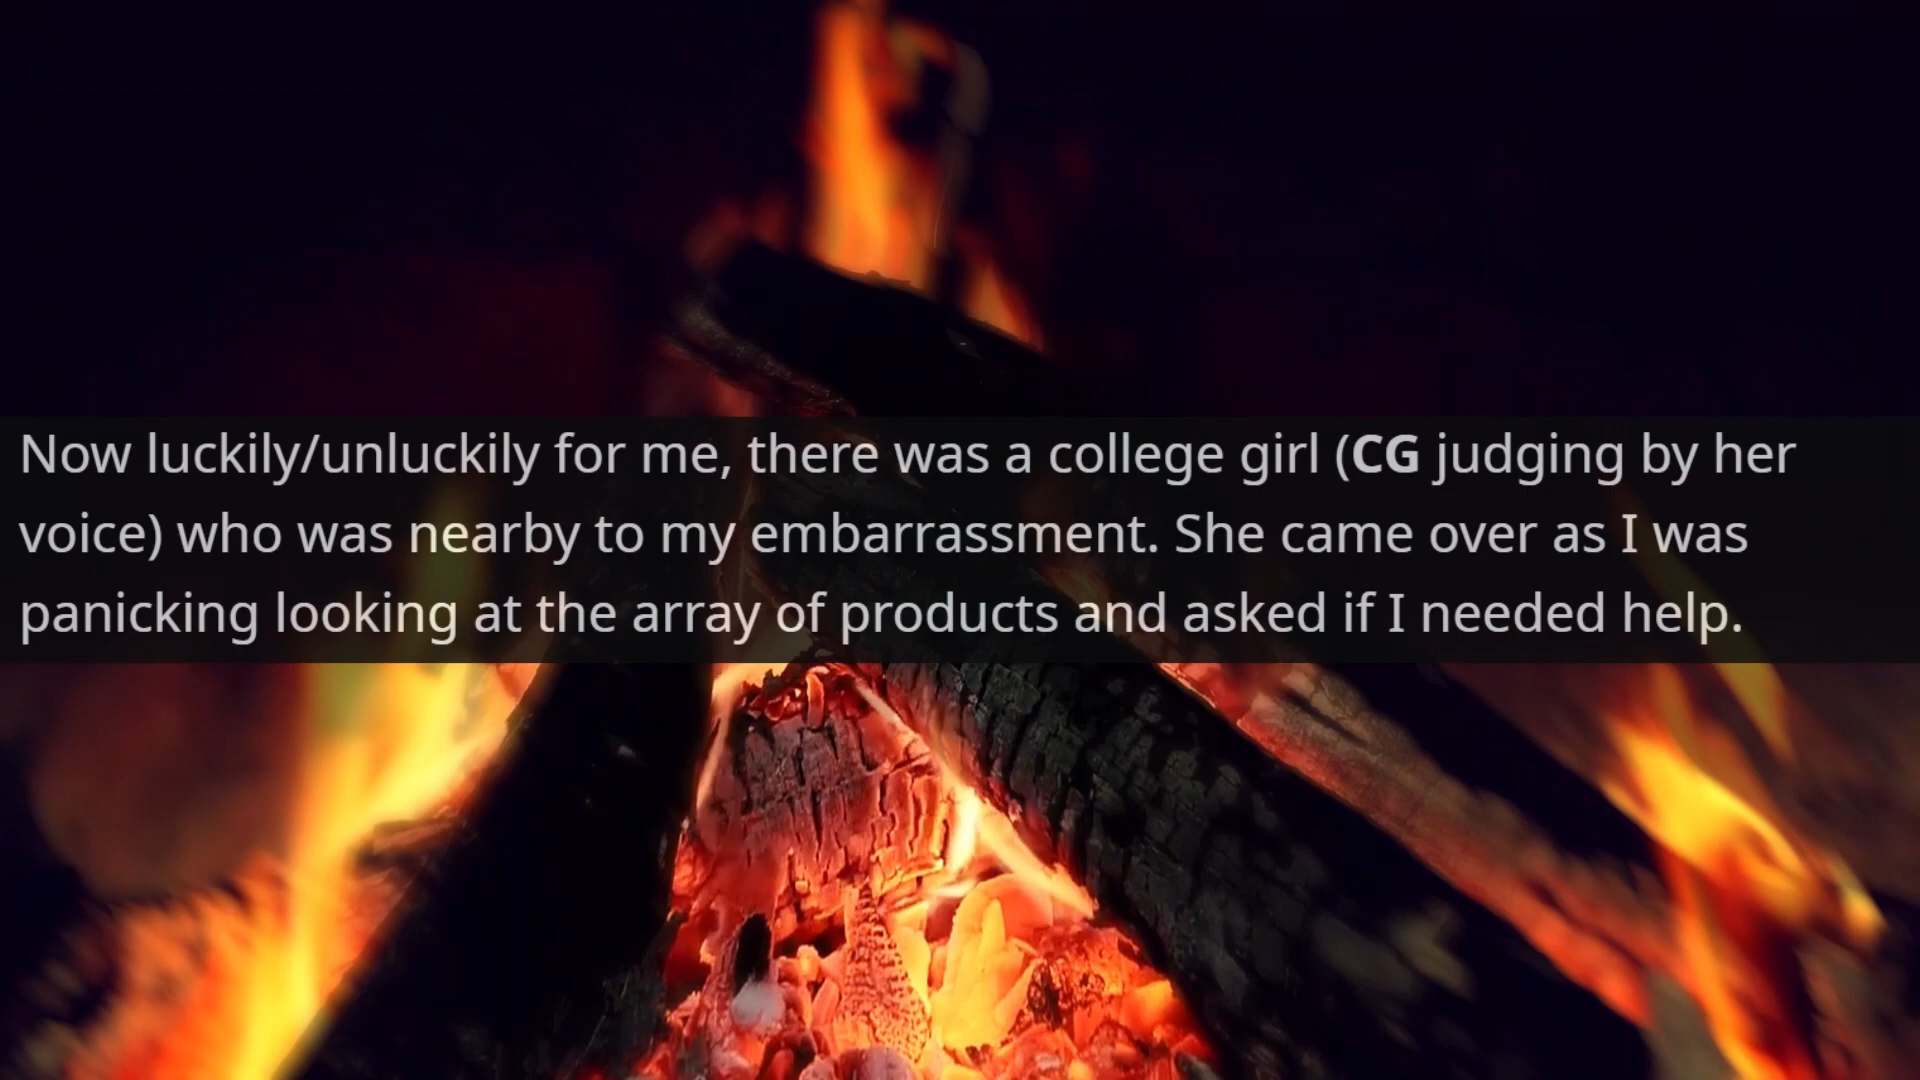 Now luckily/unluckily for me, there was a college girl (CG judging by her
voice) who was nearby to my embarrassment. She came over as I was
panicking looking at the array of products and asked if I needed help.